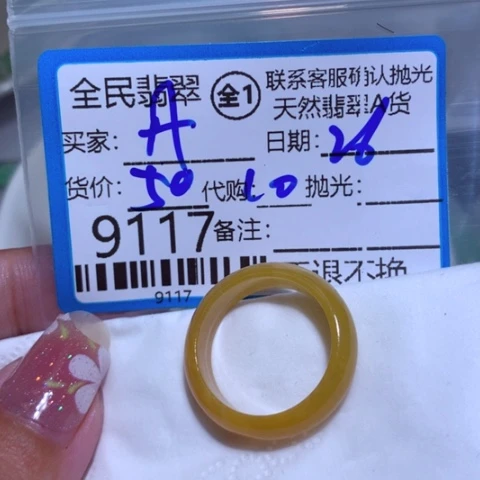 全民翡翠 全1 联系客服确认抛光
天然翡翠A货
买家: A 日期: 26
货价: 50 代购: 10 抛光:
9117 备注:
不退不换
9117